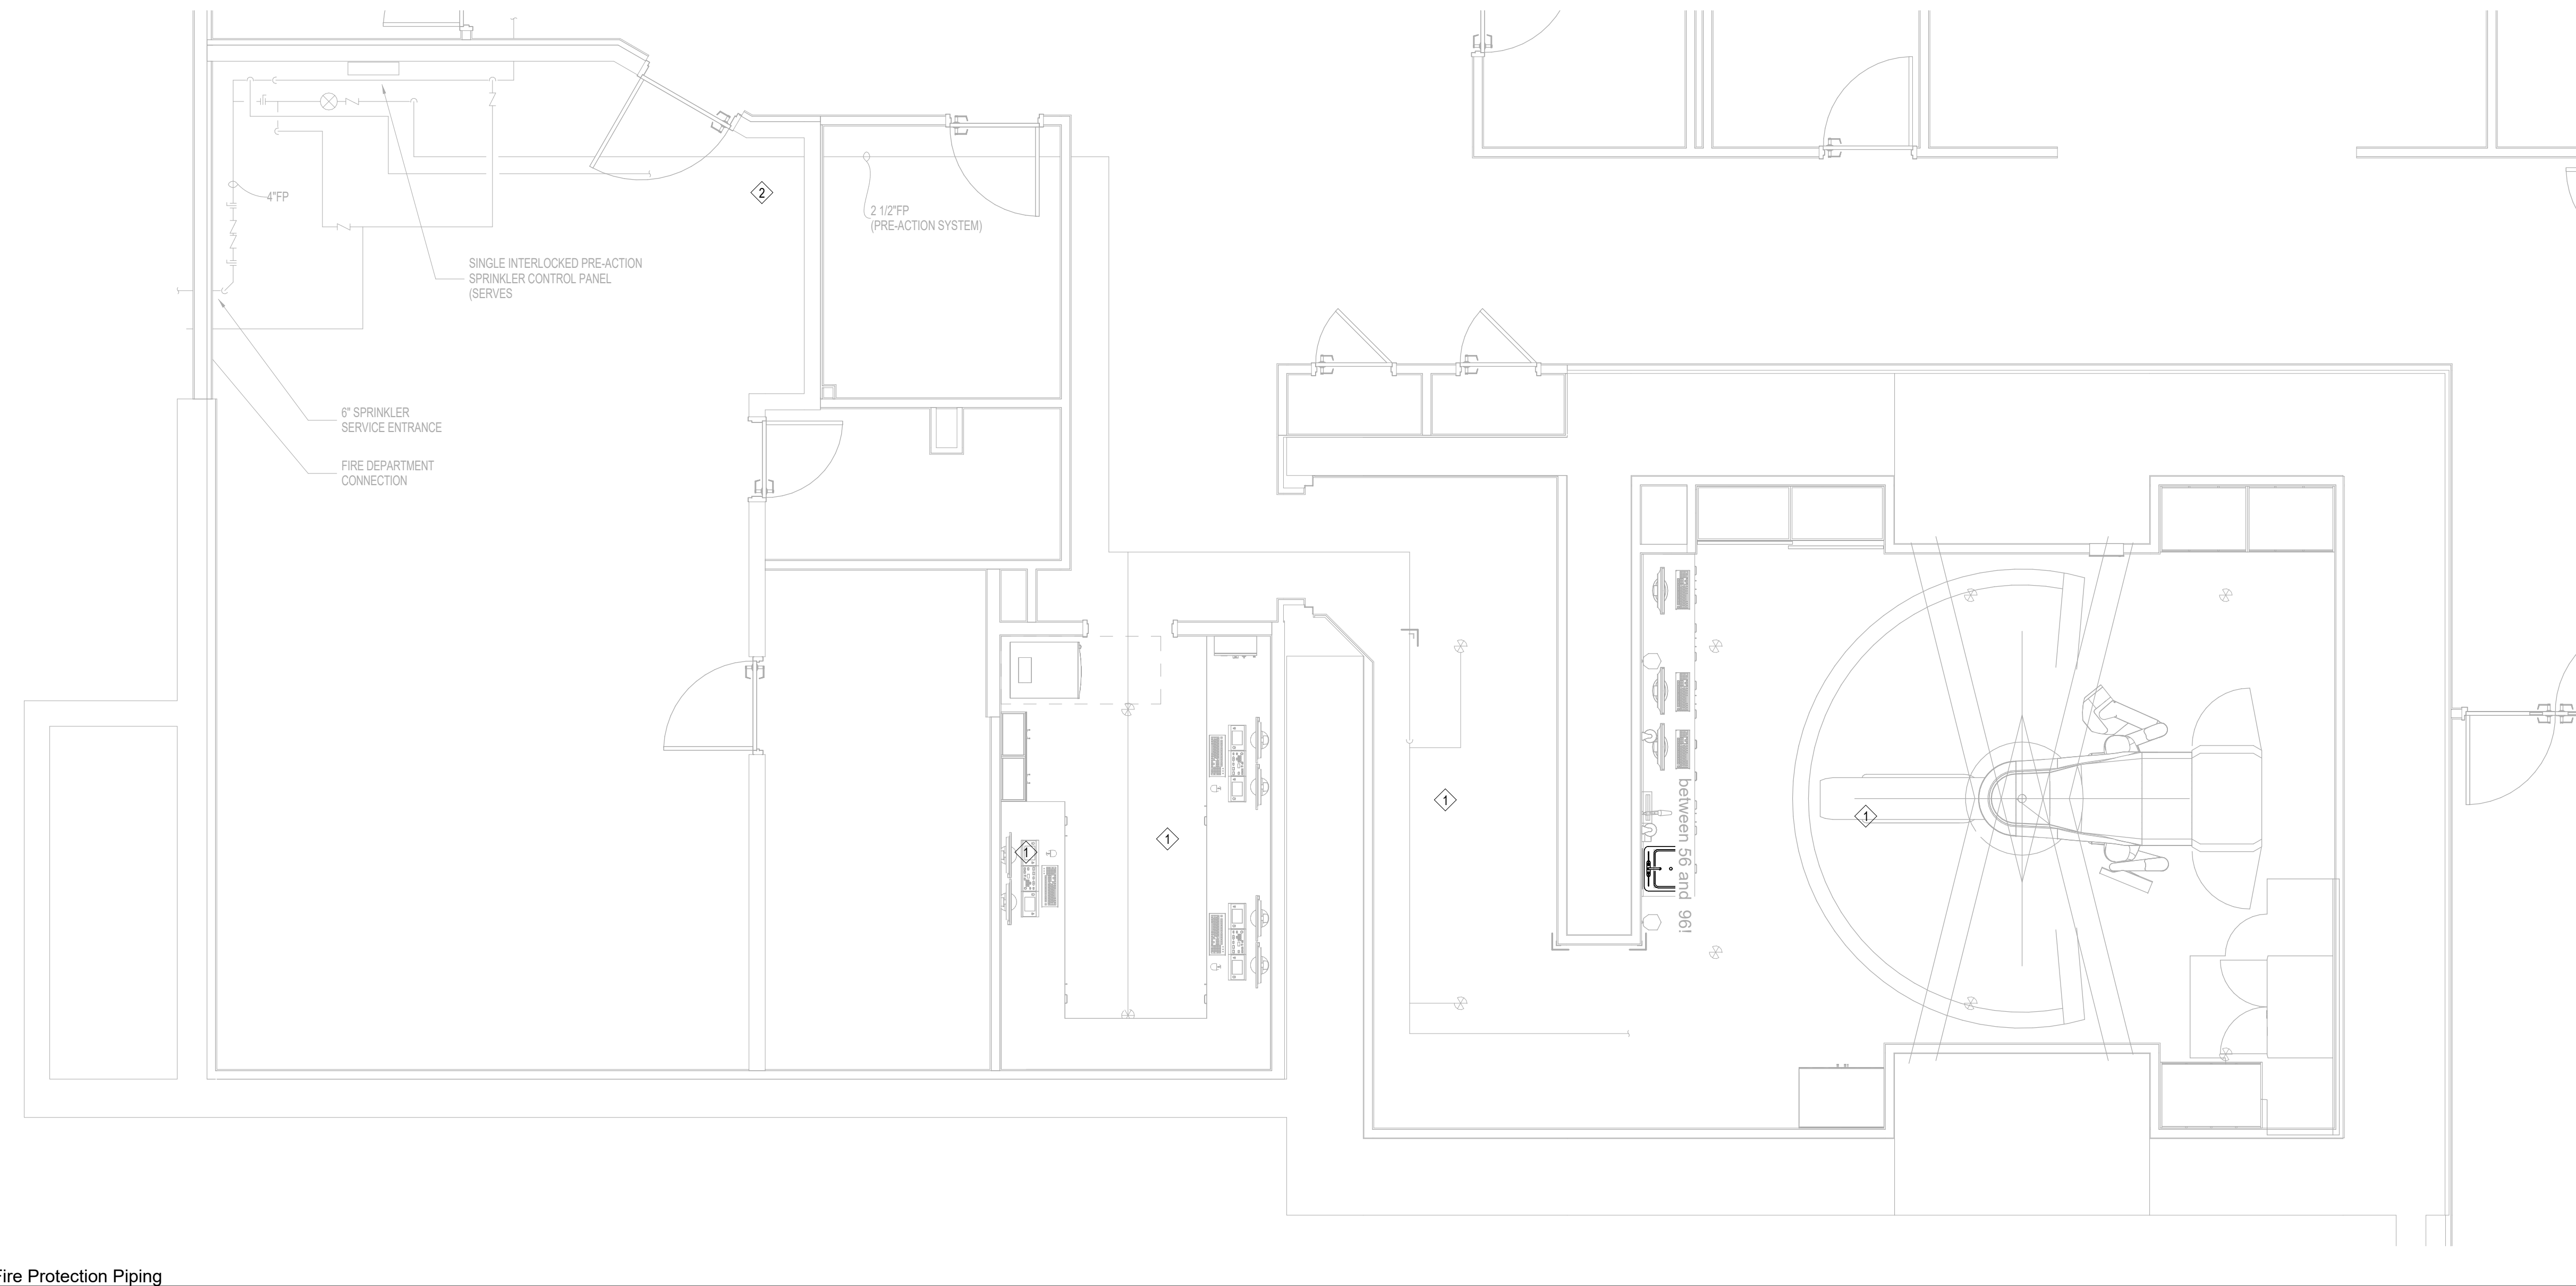 2
4"FP
2 1/2"FP
(PRE-ACTION SYSTEM)
SINGLE INTERLOCKED PRE-ACTION
SPRINKLER CONTROL PANEL
(SERVES
6" SPRINKLER
SERVICE ENTRANCE
FIRE DEPARTMENT
CONNECTION
between 56 and 96!
1
1
1
1
Fire Protection Piping